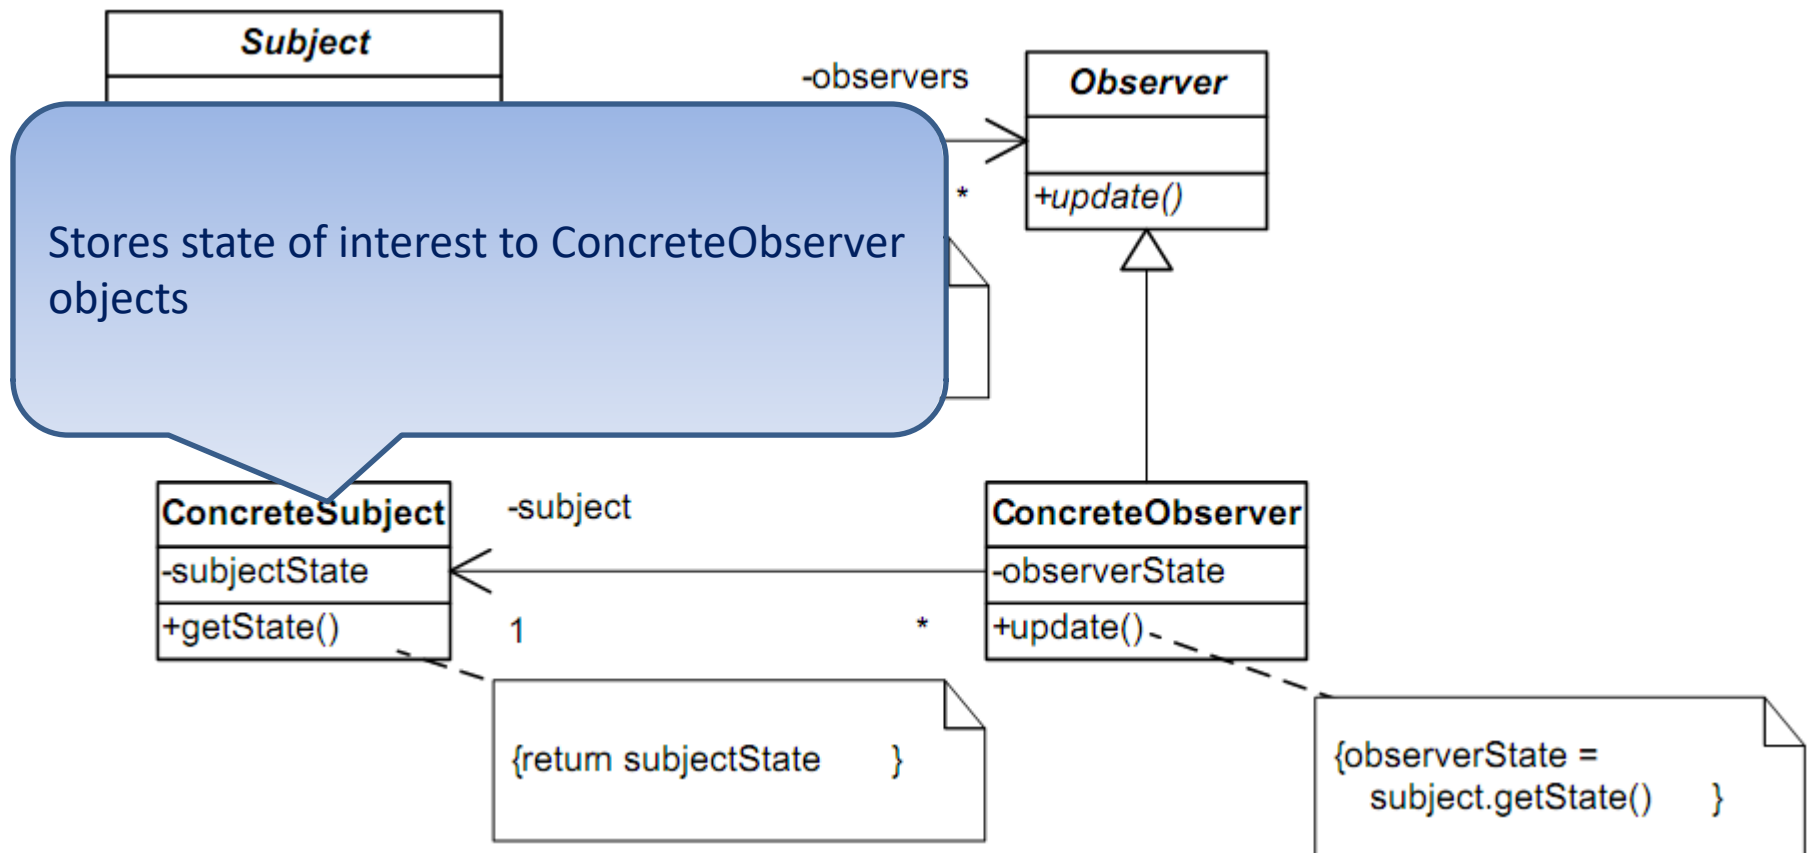 Subject
-observers
Observer
*
+update()
Stores state of interest to ConcreteObserver
objects
ConcreteSubject
-subject
ConcreteObserver
-subjectState
-observerState
+getState()
1
*
+update()
{return subjectState }
{observerState =
subject.getState() }